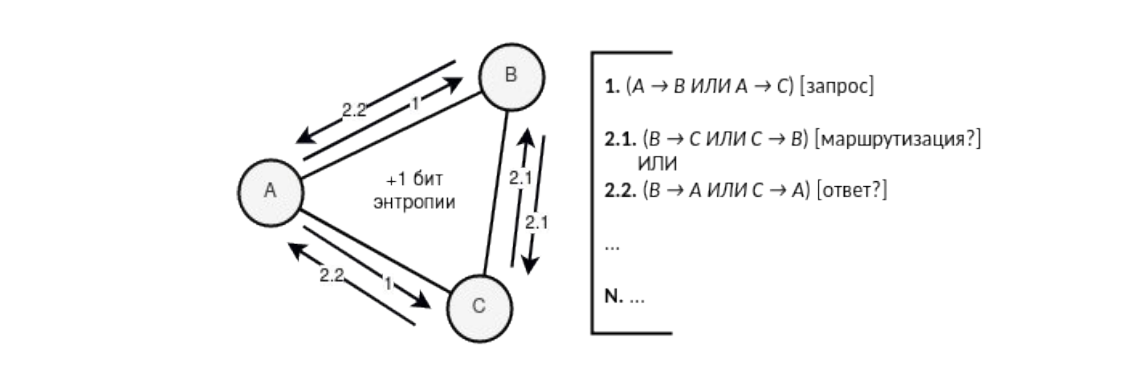 B
2.2
1
A
+1 бит
энтропии
2.1
2.1
2.2
1
C
1. (A → B ИЛИ A → C) [запрос]
2.1. (B → C ИЛИ C → B) [маршрутизация?]
ИЛИ
2.2. (B → A ИЛИ C → A) [ответ?]
...
N. ...